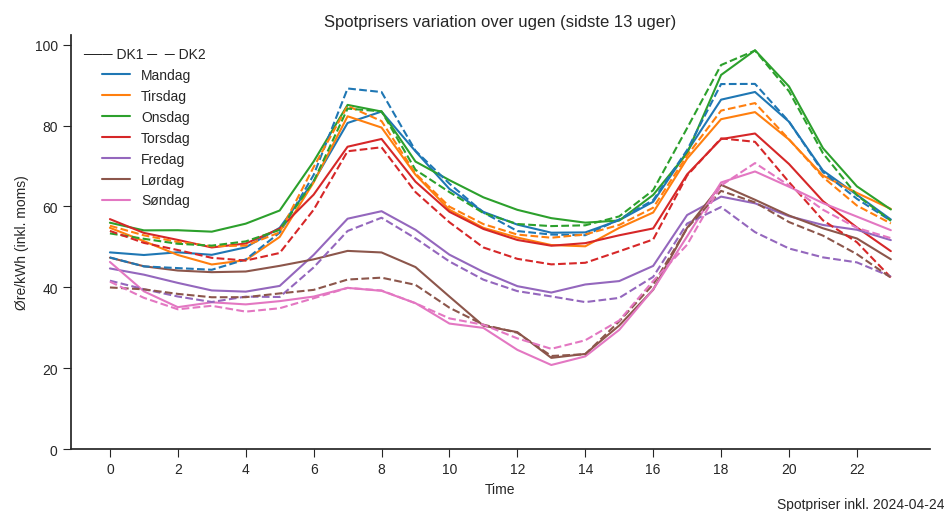 Spotprisers variation over ugen (sidste 13 uger)
DK1 DK2
Mandag
Tirsdag
Onsdag
Torsdag
Fredag
Lørdag
Søndag
Øre/kWh (inkl. moms)
100
80
60
40
20
0
0 2 4 6 8 10 12 14 16 18 20 22
Time
Spotpriser inkl. 2024-04-24